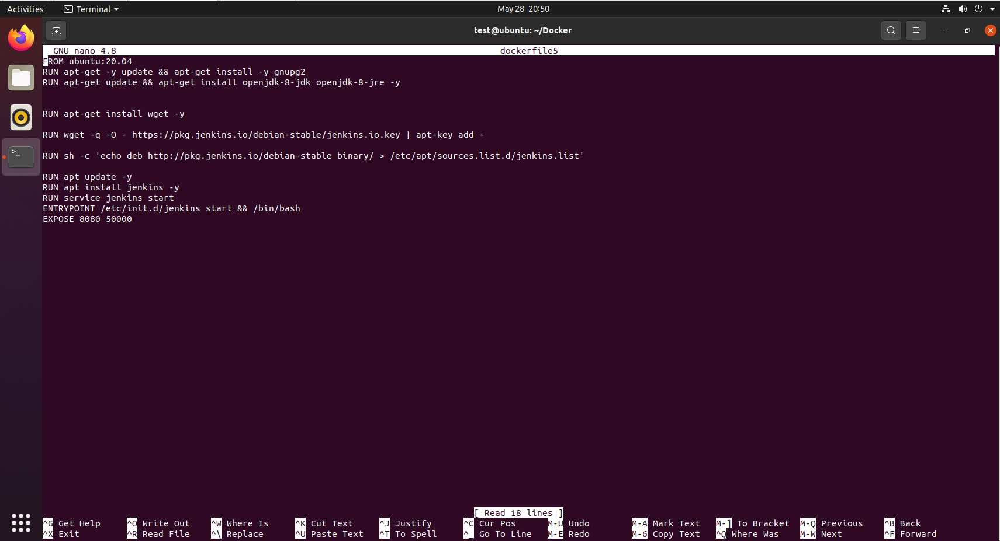 Activities Terminal May 28 20:50
test@ubuntu: ~/Docker
GNU nano 4.8 dockerfile5
FROM ubuntu:20.04
RUN apt-get -y update && apt-get install -y gnupg2
RUN apt-get update && apt-get install openjdk-8-jdk openjdk-8-jre -y
RUN apt-get install wget -y
RUN wget -q -O - https://pkg.jenkins.io/debian-stable/jenkins.io.key | apt-key add -
RUN sh -c 'echo deb http://pkg.jenkins.io/debian-stable binary/ > /etc/apt/sources.list.d/jenkins.list'
RUN apt update -y
RUN apt install jenkins -y
RUN service jenkins start
ENTRYPOINT /etc/init.d/jenkins start && /bin/bash
EXPOSE 8080 50000
[ Read 18 lines ]
^G Get Help ^O Write Out ^W Where Is ^K Cut Text ^J Justify ^C Cur Pos M-U Undo M-A Mark Text M-] To Bracket M-Q Previous ^B Back
^X Exit ^R Read File ^\ Replace ^U Paste Text ^T To Spell ^_ Go To Line M-E Redo M-6 Copy Text ^Q Where Was M-W Next ^F Forward